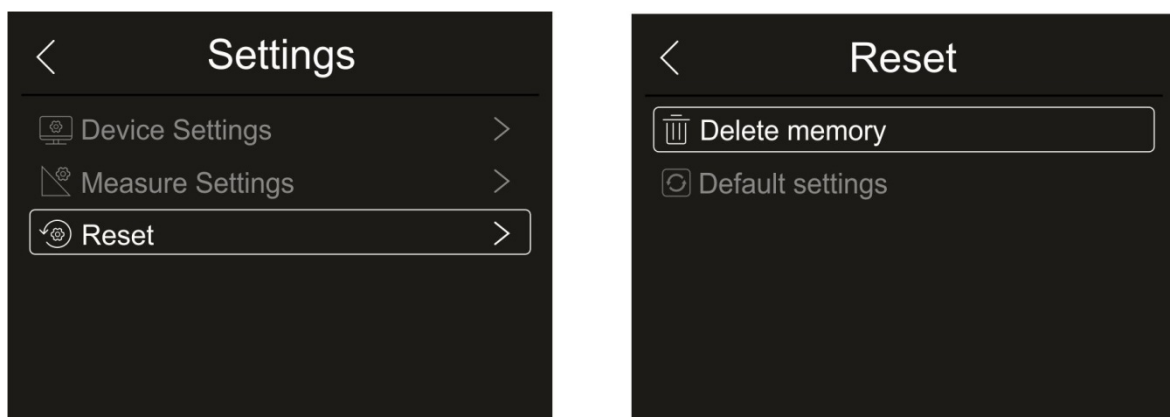 Settings
Device Settings
Measure Settings
Reset
Reset
Delete memory
Default settings